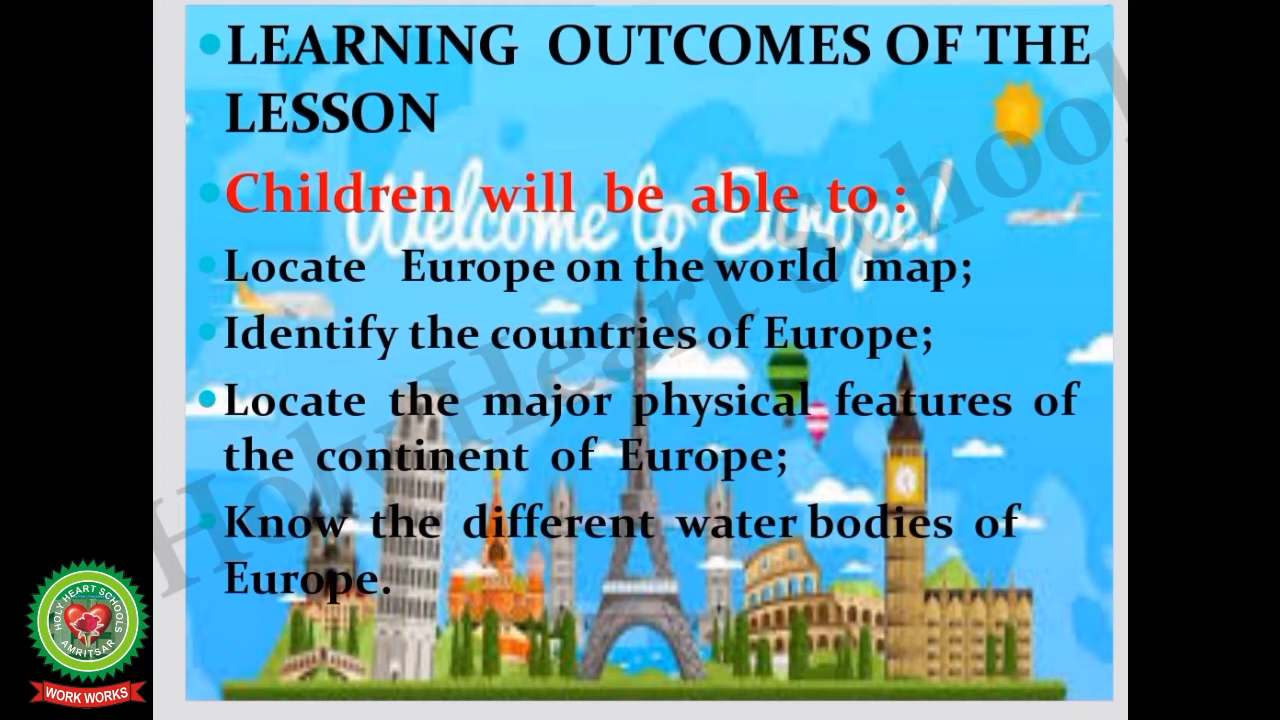 LEARNING OUTCOMES OF THE
LESSON
Children will be able to :
Welcome to Europe!
Locate Europe on the world map;
Identify the countries of Europe;
Locate the major physical features of
the continent of Europe;
Know the different water bodies of
Europe.
Holy Heart School
HOLY HEART SCHOOLS
AMRITSAR
WORK WORKS